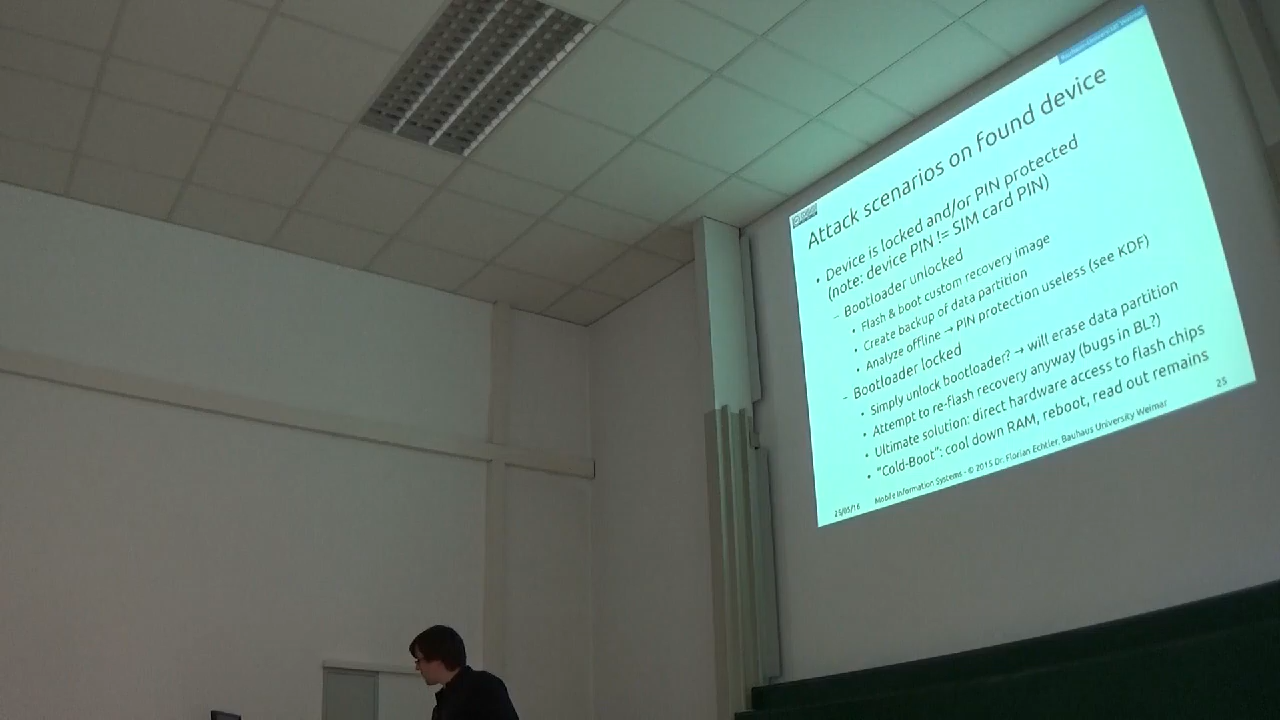 Attack scenarios on found device
• Device is locked and/or PIN protected
(note: device PIN != SIM card PIN)
– Bootloader unlocked
• Flash & boot custom recovery image
• Create backup of data partition
• Analyze offline → PIN protection useless (see KDF)
– Bootloader locked
• Simply unlock bootloader? → will erase data partition
• Attempt to re-flash recovery anyway (bugs in BL?)
• Ultimate solution: direct hardware access to flash chips
• "Cold-Boot": cool down RAM, reboot, read out remains
25/05/16
Mobile Information Systems - © 2015 Dr. Florian Echtler, Bauhaus University Weimar
25